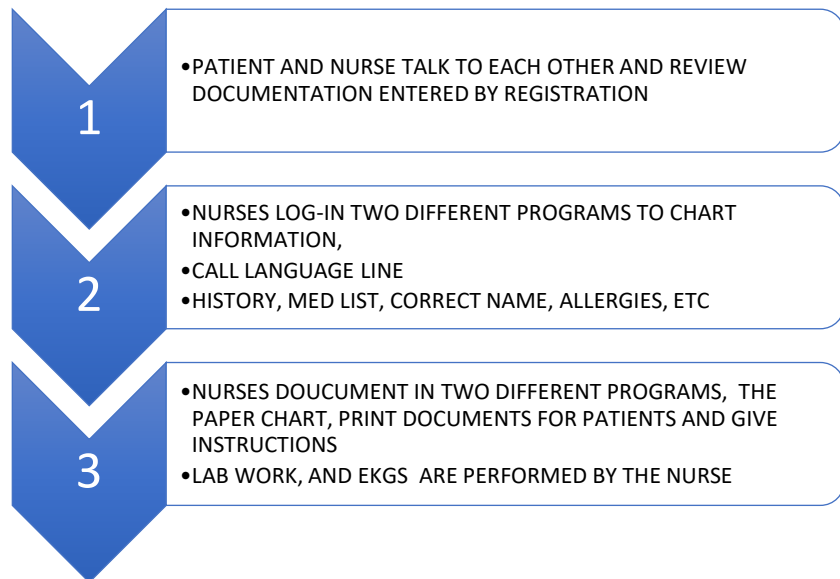 1
•PATIENT AND NURSE TALK TO EACH OTHER AND REVIEW
DOCUMENTATION ENTERED BY REGISTRATION
2
•NURSES LOG-IN TWO DIFFERENT PROGRAMS TO CHART
INFORMATION,
•CALL LANGUAGE LINE
•HISTORY, MED LIST, CORRECT NAME, ALLERGIES, ETC
3
•NURSES DOUCUMENT IN TWO DIFFERENT PROGRAMS, THE
PAPER CHART, PRINT DOCUMENTS FOR PATIENTS AND GIVE
INSTRUCTIONS
•LAB WORK, AND EKGS ARE PERFORMED BY THE NURSE